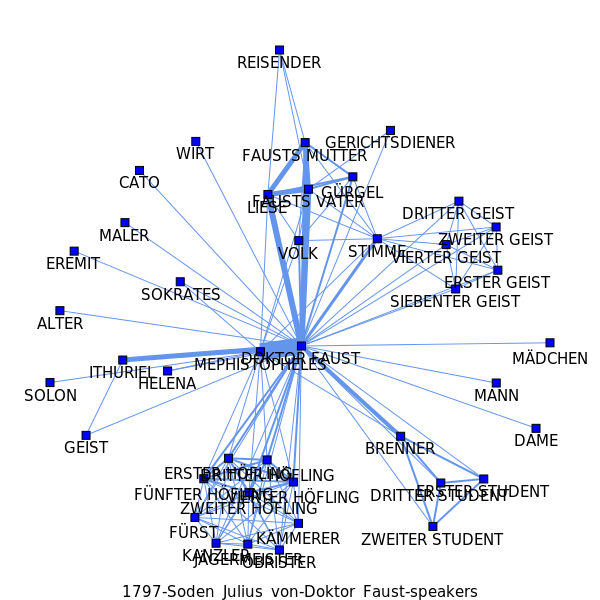 REISENDER
GERICHTSDIENER
WIRT
FAUSTS MUTTER
CATO
GÜRGEL
FAUSTS VATER
LIESE
DRITTER GEIST
MALER
ZWEITER GEIST
STIMME
VOLK
VIERTER GEIST
EREMIT
ERSTER GEIST
SOKRATES
SIEBENTER GEIST
ALTER
DOKTOR FAUST
MÄDCHEN
MEPHISTOPHELES
ITHURIEL
HELENA
SOLON
MANN
DAME
GEIST
BRENNER
ERSTER HÖFLING
DRITTER HÖFLING
ERSTER STUDENT
FÜNFTER HÖFLING
VIERTER HÖFLING
DRITTER STUDENT
ZWEITER HÖFLING
FÜRST
KÄMMERER
ZWEITER STUDENT
KANZLER
JÄGERMEISTER
OBRISTER
1797-Soden_Julius_von-Doktor_Faust-speakers